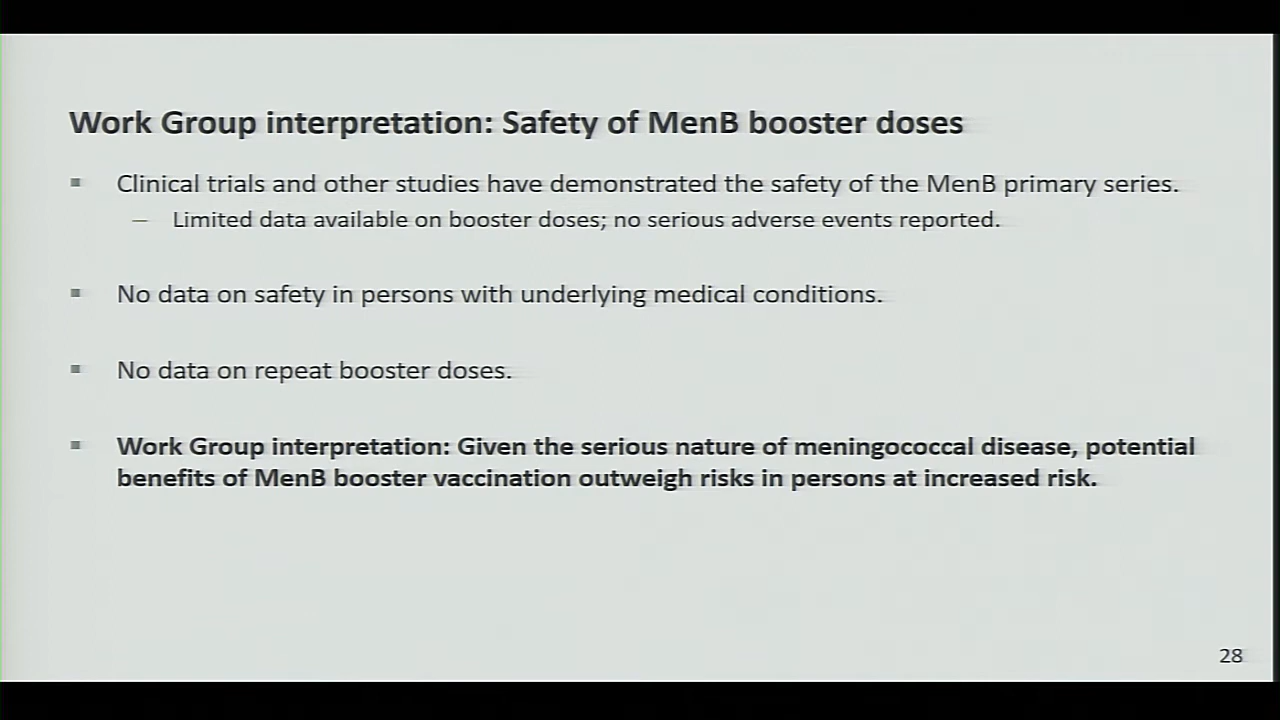 Work Group interpretation: Safety of MenB booster doses
▪ Clinical trials and other studies have demonstrated the safety of the MenB primary series.
– Limited data available on booster doses; no serious adverse events reported.
▪ No data on safety in persons with underlying medical conditions.
▪ No data on repeat booster doses.
▪ Work Group interpretation: Given the serious nature of meningococcal disease, potential
benefits of MenB booster vaccination outweigh risks in persons at increased risk.
28